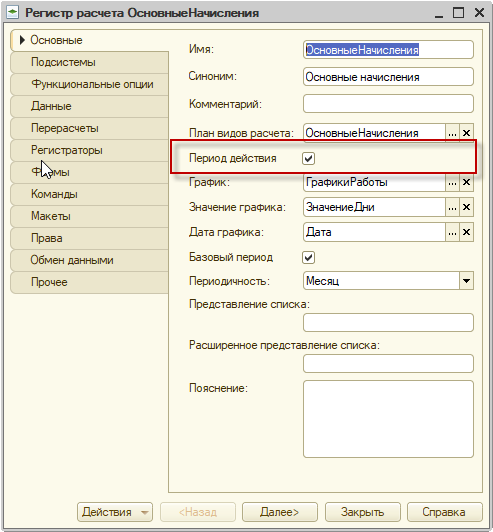 Регистр расчета ОсновныеНачисления
Основные
Подсистемы
Функциональные опции
Данные
Перерасчеты
Регистраторы
Формы
Команды
Макеты
Права
Обмен данными
Прочее
Имя: ОсновныеНачисления
Синоним: Основные начисления
Комментарий:
План видов расчета: ОсновныеНачисления ... ×
Период действия
График: ГрафикиРаботы ... ×
Значение графика: ЗначениеДни ... ×
Дата графика: Дата ... ×
Базовый период
Периодичность: Месяц
Представление списка:
Расширенное представление списка:
Пояснение:
Действия <Назад Далее> Закрыть Справка